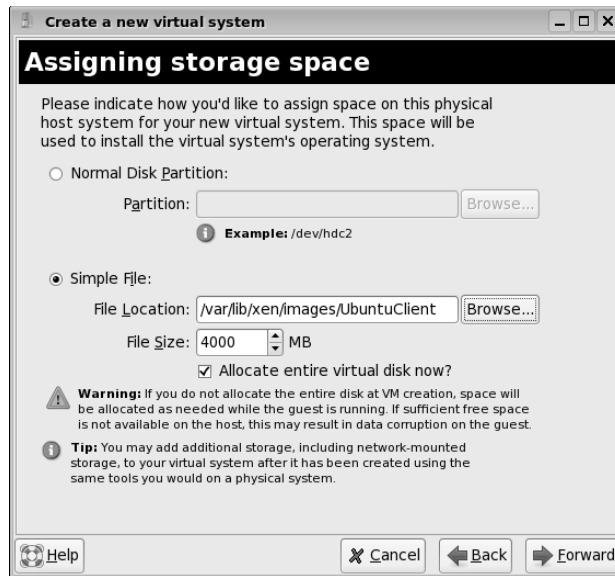 Create a new virtual system
Assigning storage space
Please indicate how you'd like to assign space on this physical
host system for your new virtual system. This space will be
used to install the virtual system's operating system.
Normal Disk Partition:
Partition:
Browse...
Example: /dev/hdc2
Simple File:
File Location: /var/lib/xen/images/UbuntuClient Browse...
File Size: 4000 MB
Allocate entire virtual disk now?
Warning: If you do not allocate the entire disk at VM creation, space will
be allocated as needed while the guest is running. If sufficient free space
is not available on the host, this may result in data corruption on the guest.
Tip: You may add additional storage, including network-mounted
storage, to your virtual system after it has been created using the
same tools you would on a physical system.
Help Cancel Back Forward